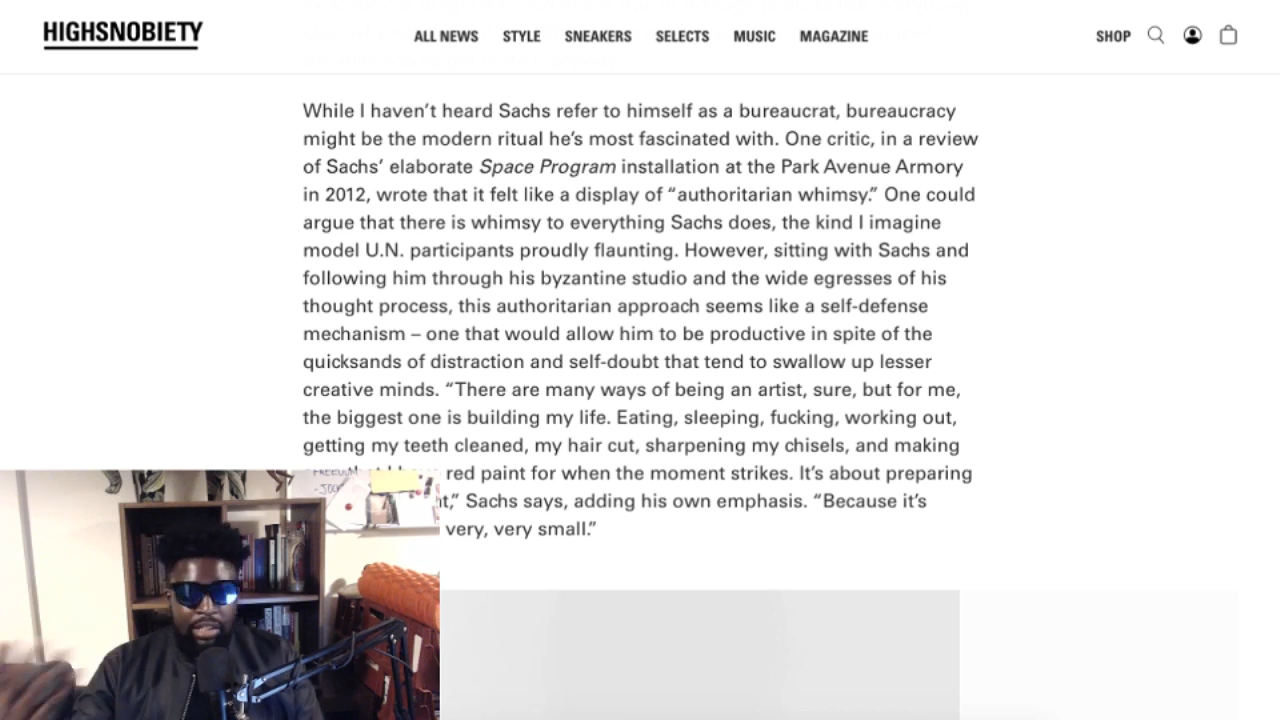 HIGHSNOBIETY
ALL NEWS STYLE SNEAKERS SELECTS MUSIC MAGAZINE
SHOP
While I haven’t heard Sachs refer to himself as a bureaucrat, bureaucracy
might be the modern ritual he’s most fascinated with. One critic, in a review
of Sachs’ elaborate Space Program installation at the Park Avenue Armory
in 2012, wrote that it felt like a display of “authoritarian whimsy.” One could
argue that there is whimsy to everything Sachs does, the kind I imagine
model U.N. participants proudly flaunting. However, sitting with Sachs and
following him through his byzantine studio and the wide egresses of his
thought process, this authoritarian approach seems like a self-defense
mechanism – one that would allow him to be productive in spite of the
quicksands of distraction and self-doubt that tend to swallow up lesser
creative minds. “There are many ways of being an artist, sure, but for me,
the biggest one is building my life. Eating, sleeping, fucking, working out,
getting my teeth cleaned, my hair cut, sharpening my chisels, and making
red paint for when the moment strikes. It’s about preparing
Sachs says, adding his own emphasis. “Because it’s
very, very small.”